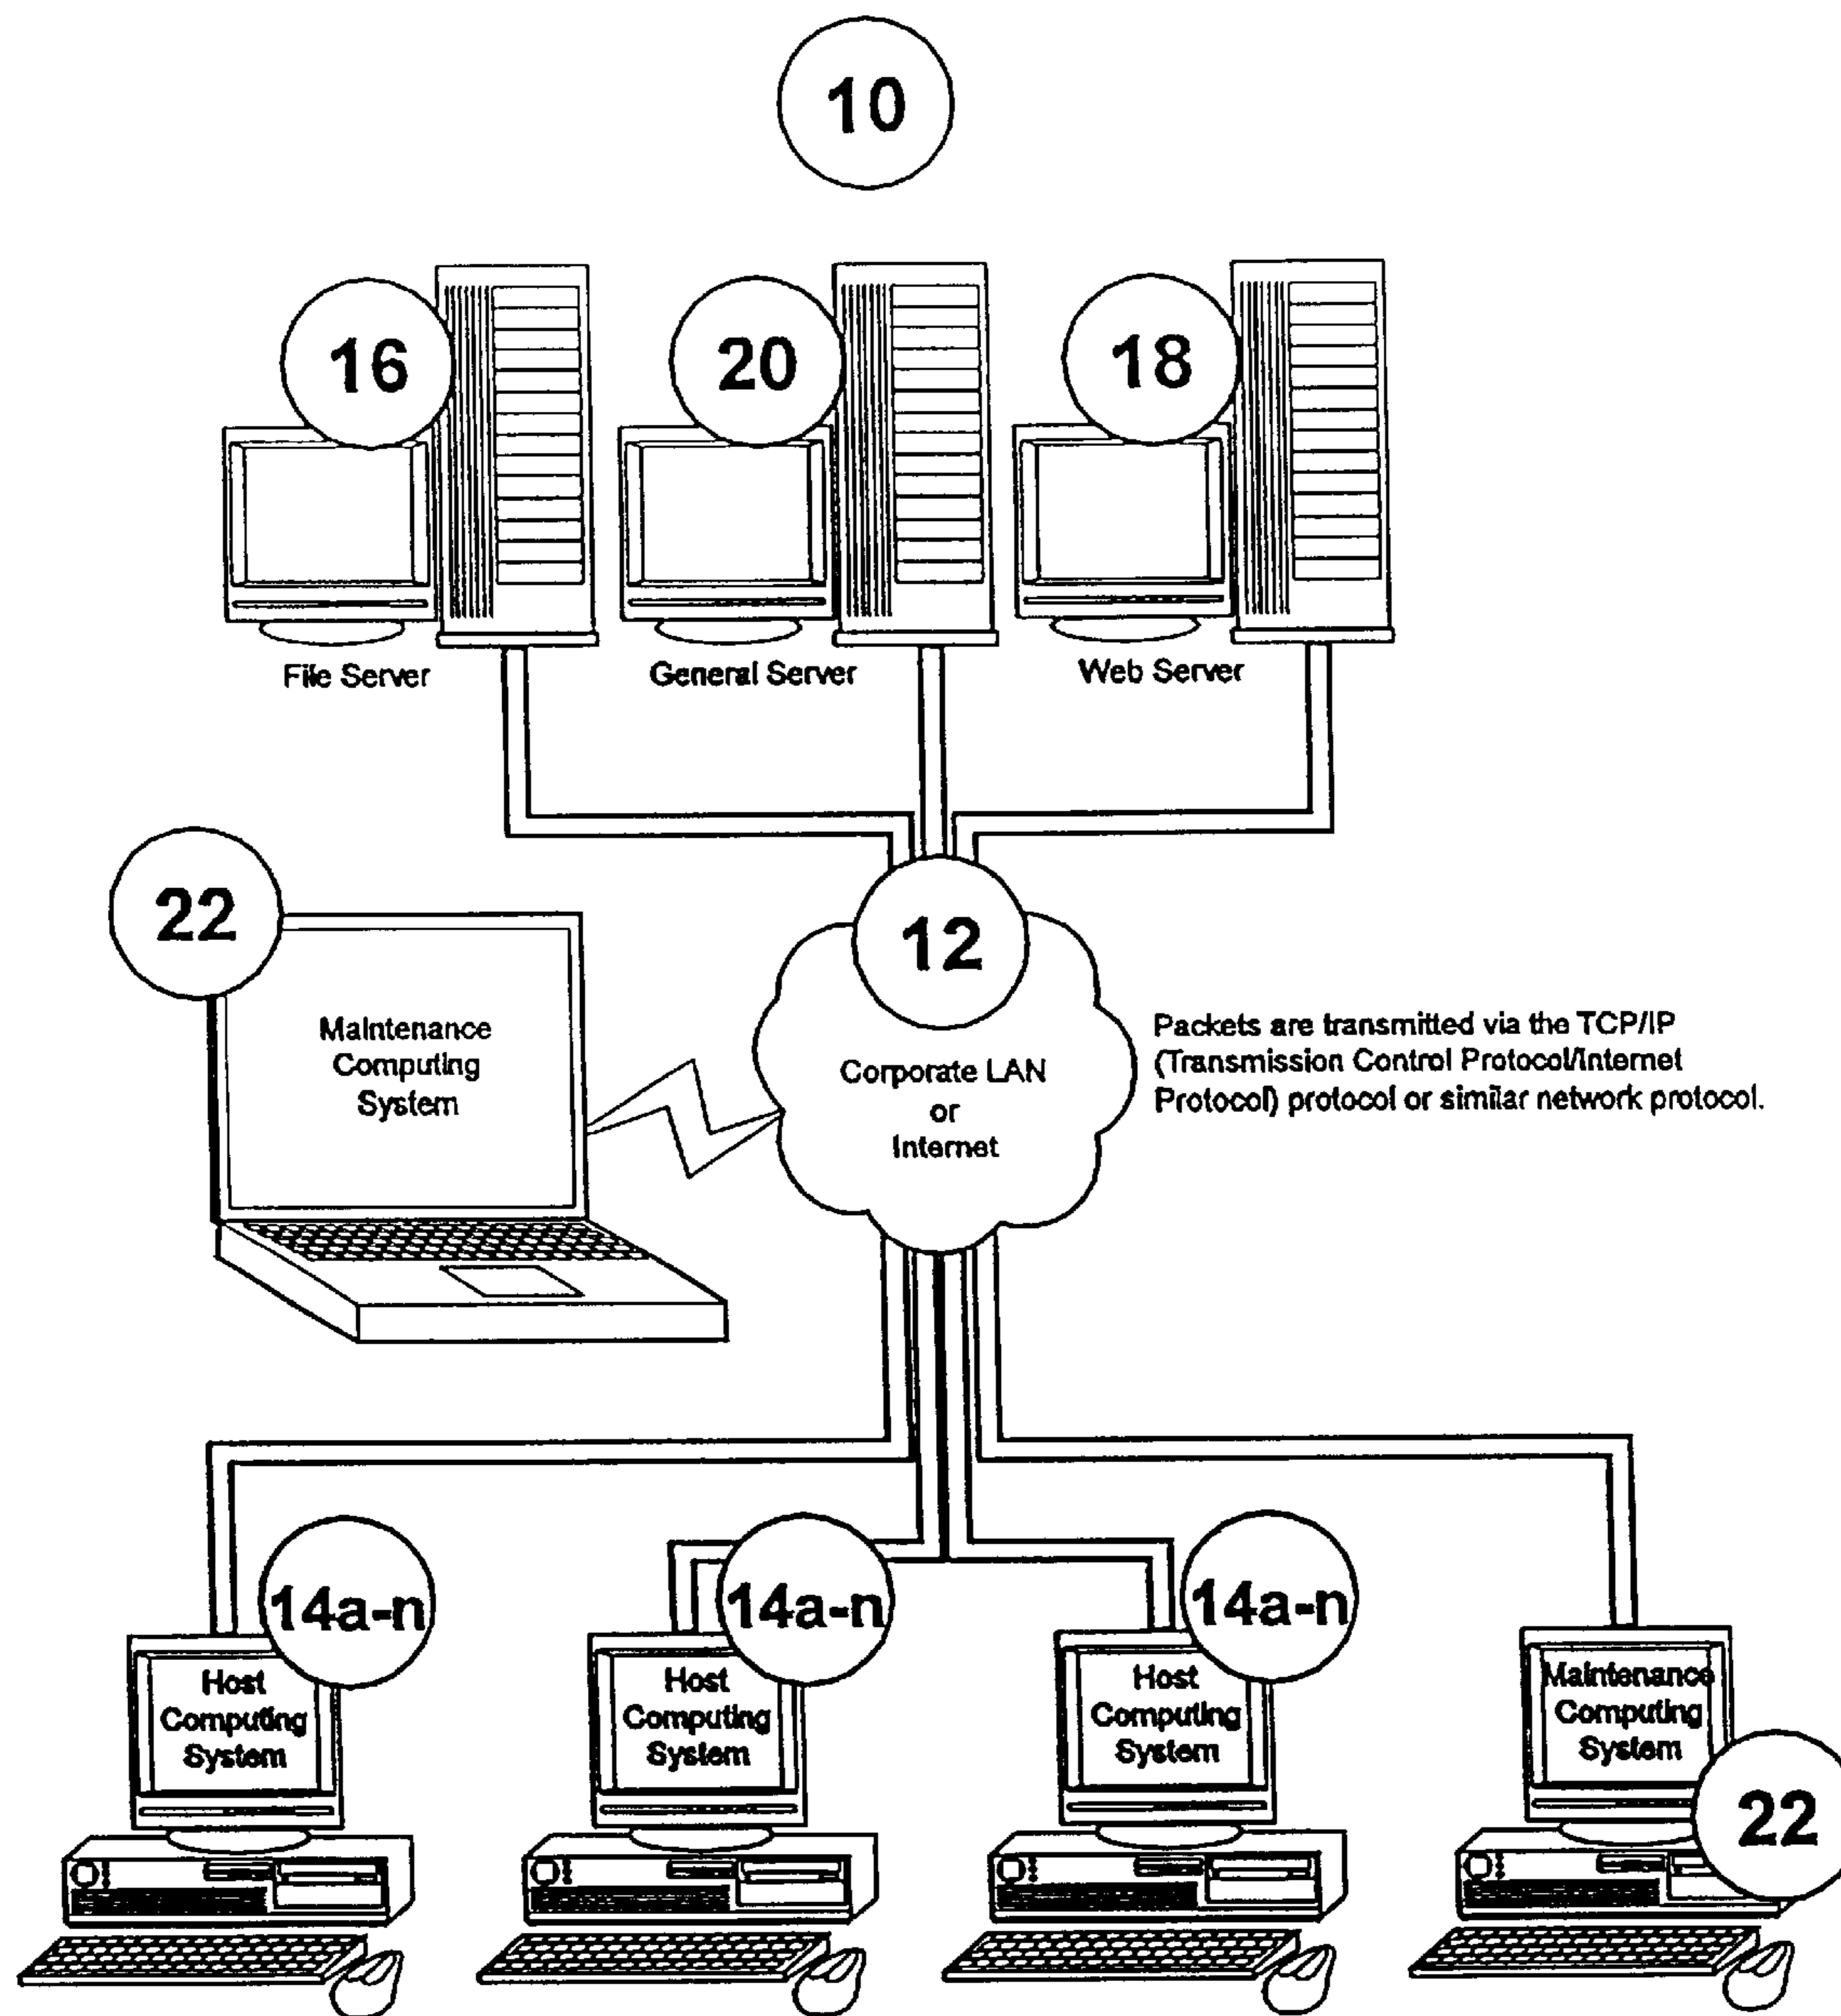 10
16
20
18
File Server
General Server
Web Server
22
12
Maintenance
Computing
System
Corporate LAN
or
Internet
Packets are transmitted via the TCP/IP
(Transmission Control Protocol/Internet
Protocol) protocol or similar network protocol.
14a-n
14a-n
14a-n
Host
Computing
System
Host
Computing
System
Host
Computing
System
Maintenance
Computing
System
22